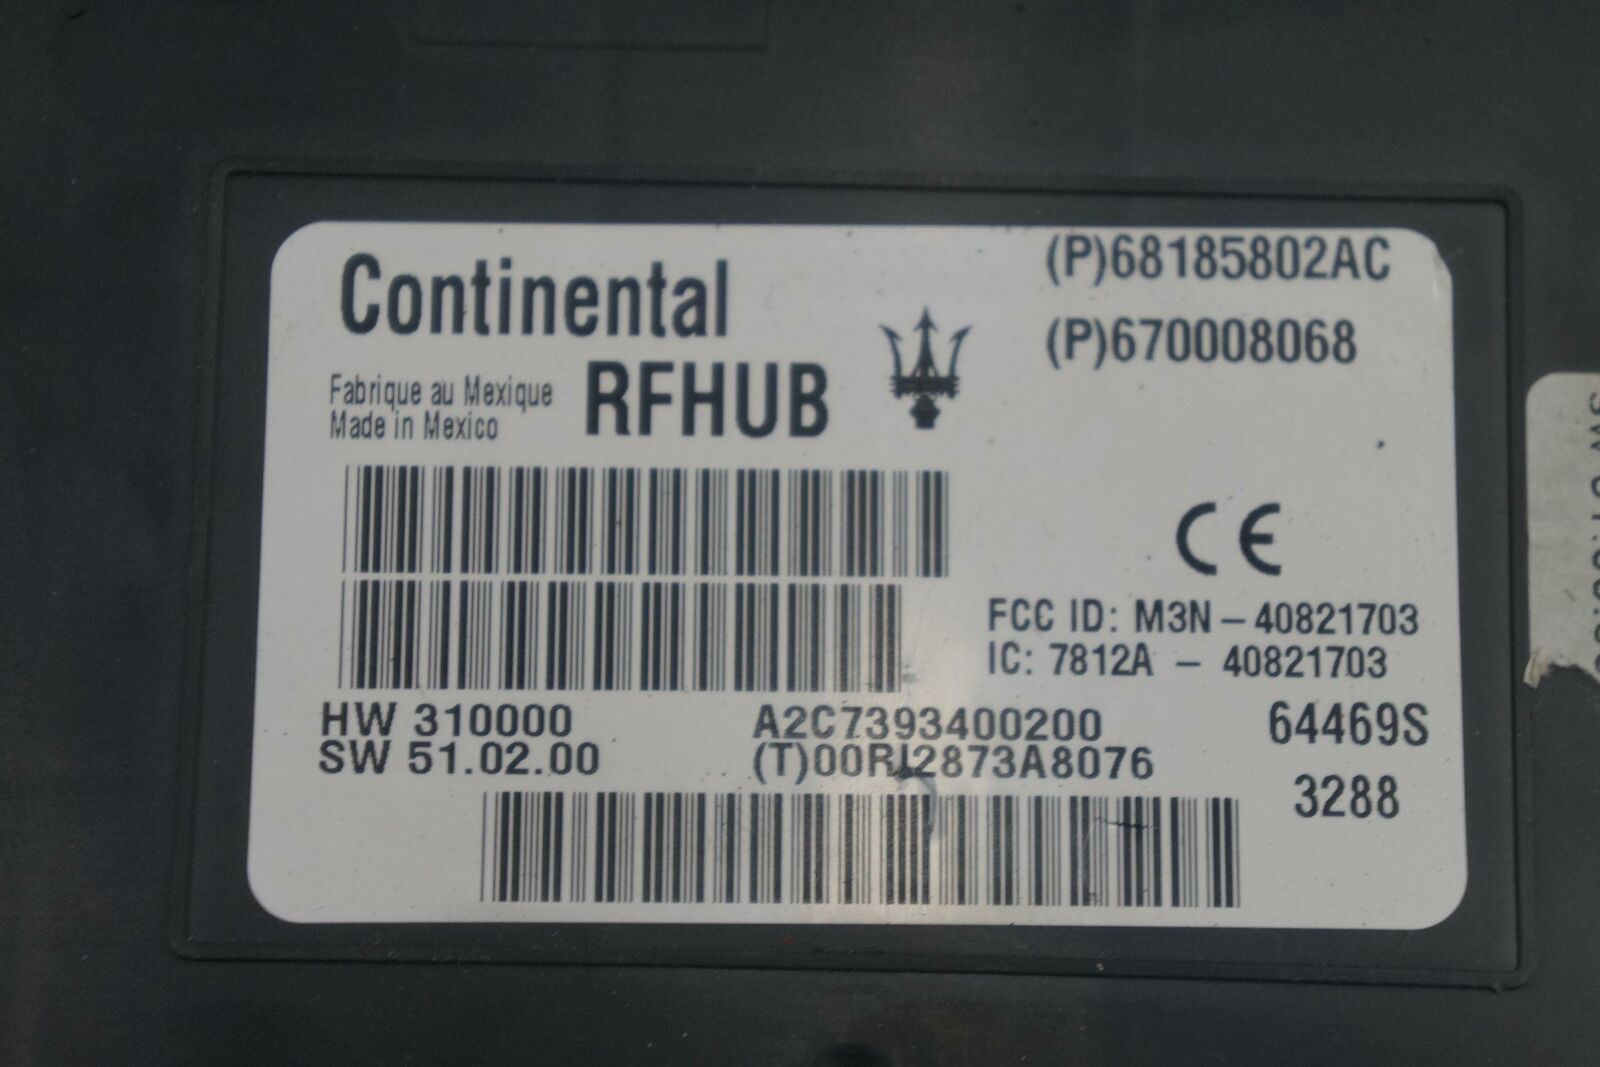 Continental
RFHUB
Fabrique au Mexique
Made in Mexico
(P)68185802AC
(P)670008068
CE
FCC ID: M3N – 40821703
IC: 7812A – 40821703
HW 310000
SW 51.02.00
A2C7393400200
(T)00RI2873A8076
64469S
3288